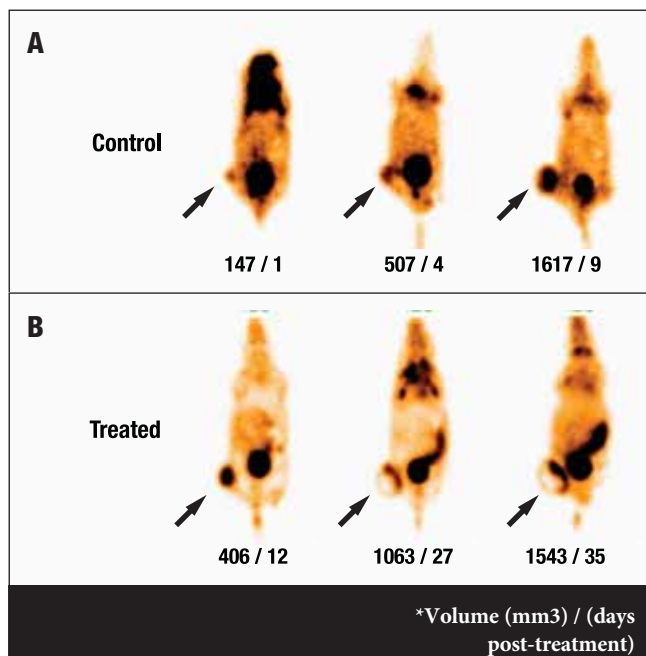 A
Control
147 / 1 507 / 4 1617 / 9
B
Treated
406 / 12 1063 / 27 1543 / 35
*Volume (mm3) / (days
post-treatment)